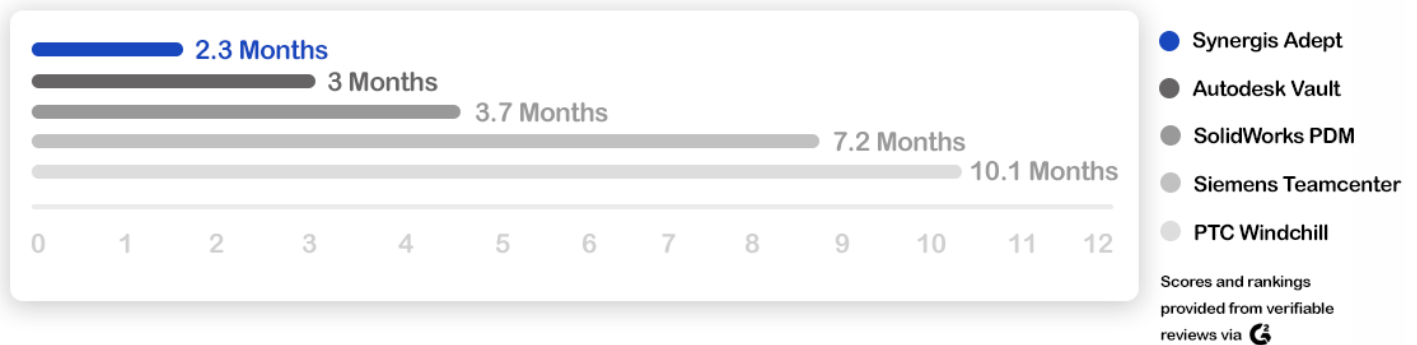 2.3 Months
3 Months
3.7 Months
7.2 Months
10.1 Months
0 1 2 3 4 5 6 7 8 9 10 11 12
Synergis Adept
Autodesk Vault
SolidWorks PDM
Siemens Teamcenter
PTC Windchill
Scores and rankings
provided from verifiable
reviews via G2